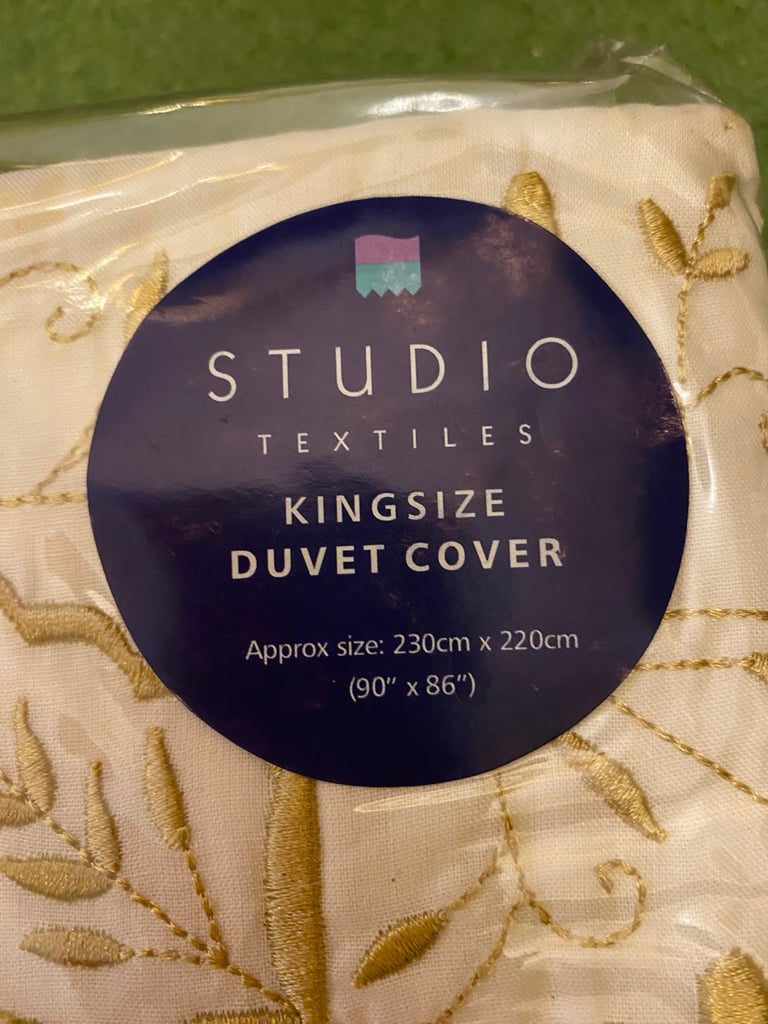 STUDIO
TEXTILES
KINGSIZE
DUVET COVER
Approx size: 230cm x 220cm
(90" x 86")